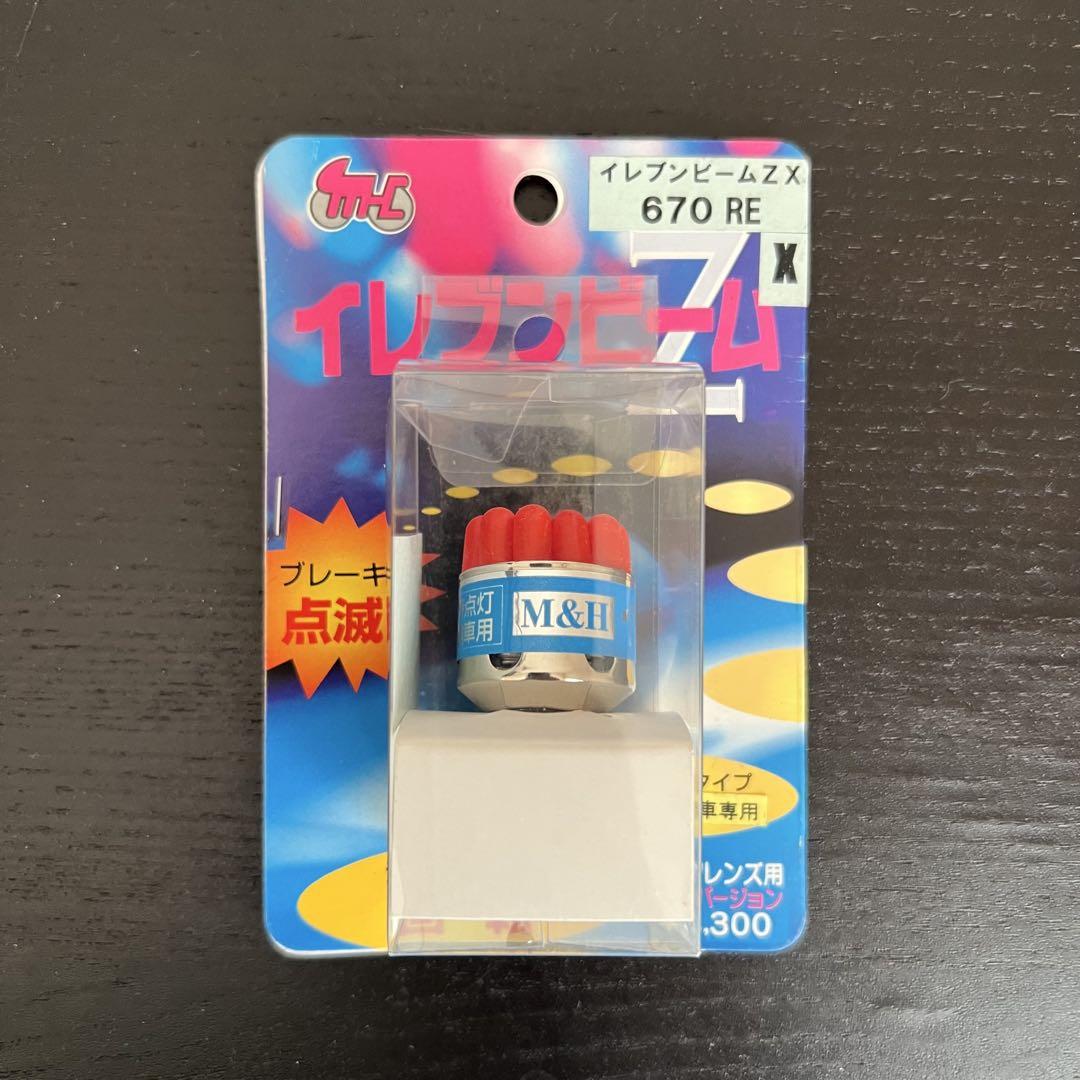 MHC
イレブンビームZX
670 RE
X
Z
イレブンビーム
ブレーキ
点滅
点灯
車用
M&H
タイプ
車専用
レンズ用
バージョン
,300